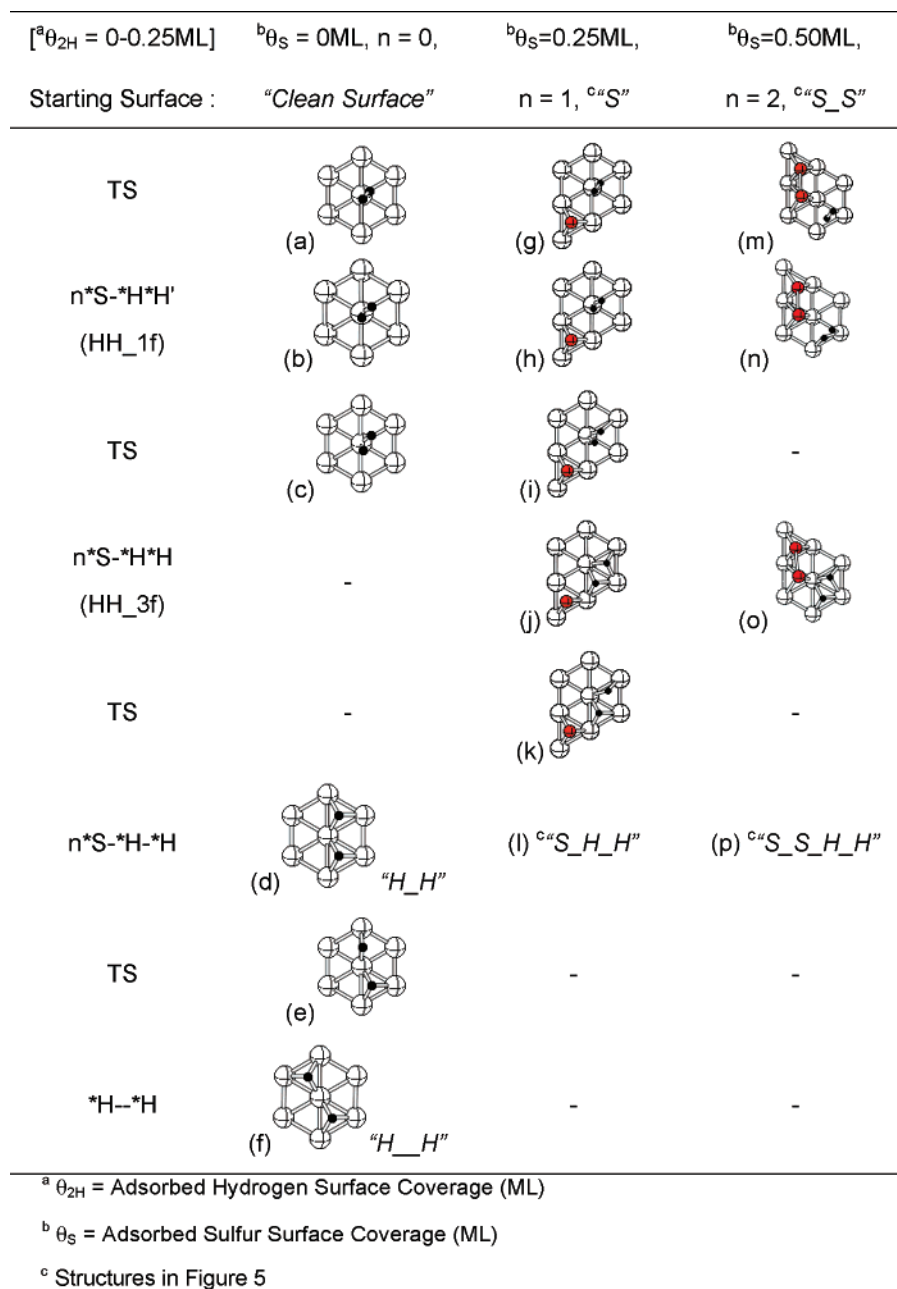 [ᵃθ₂H = 0-0.25ML] ᵇθS = 0ML, n = 0, ᵇθS=0.25ML, ᵇθS=0.50ML,
Starting Surface : "Clean Surface" n = 1, ᶜ"S" n = 2, ᶜ"S_S"
TS
(a) (g) (m)
n*S-*H*H'
(HH_1f)
(b) (h) (n)
TS -
(c) (i)
n*S-*H*H
(HH_3f) -
(j) (o)
TS - -
(k)
n*S-*H-*H (l) ᶜ"S_H_H" (p) ᶜ"S_S_H_H"
(d) "H_H"
TS - -
(e)
*H--*H - -
(f) "H__H"
ᵃ θ₂H = Adsorbed Hydrogen Surface Coverage (ML)
ᵇ θS = Adsorbed Sulfur Surface Coverage (ML)
ᶜ Structures in Figure 5